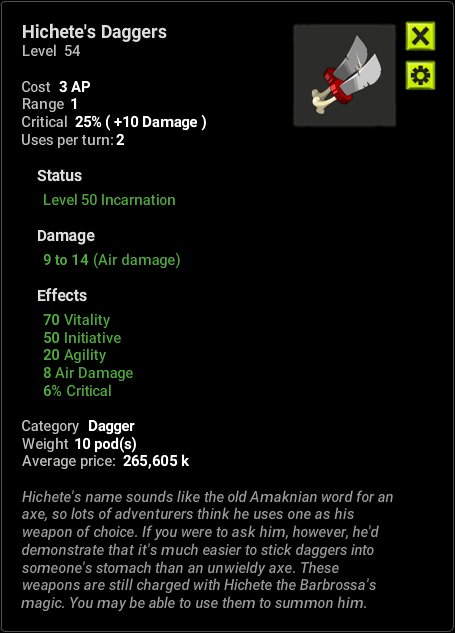 Hichete's Daggers
Level 54
Cost 3 AP
Range 1
Critical 25% ( +10 Damage )
Uses per turn: 2
Status
Level 50 Incarnation
Damage
9 to 14 (Air damage)
Effects
70 Vitality
50 Initiative
20 Agility
8 Air Damage
6% Critical
Category Dagger
Weight 10 pod(s)
Average price: 265,605 k
Hichete's name sounds like the old Amaknian word for an
axe, so lots of adventurers think he uses one as his
weapon of choice. If you were to ask him, however, he'd
demonstrate that it's much easier to stick daggers into
someone's stomach than an unwieldy axe. These
weapons are still charged with Hichete the Barbrossa's
magic. You may be able to use them to summon him.